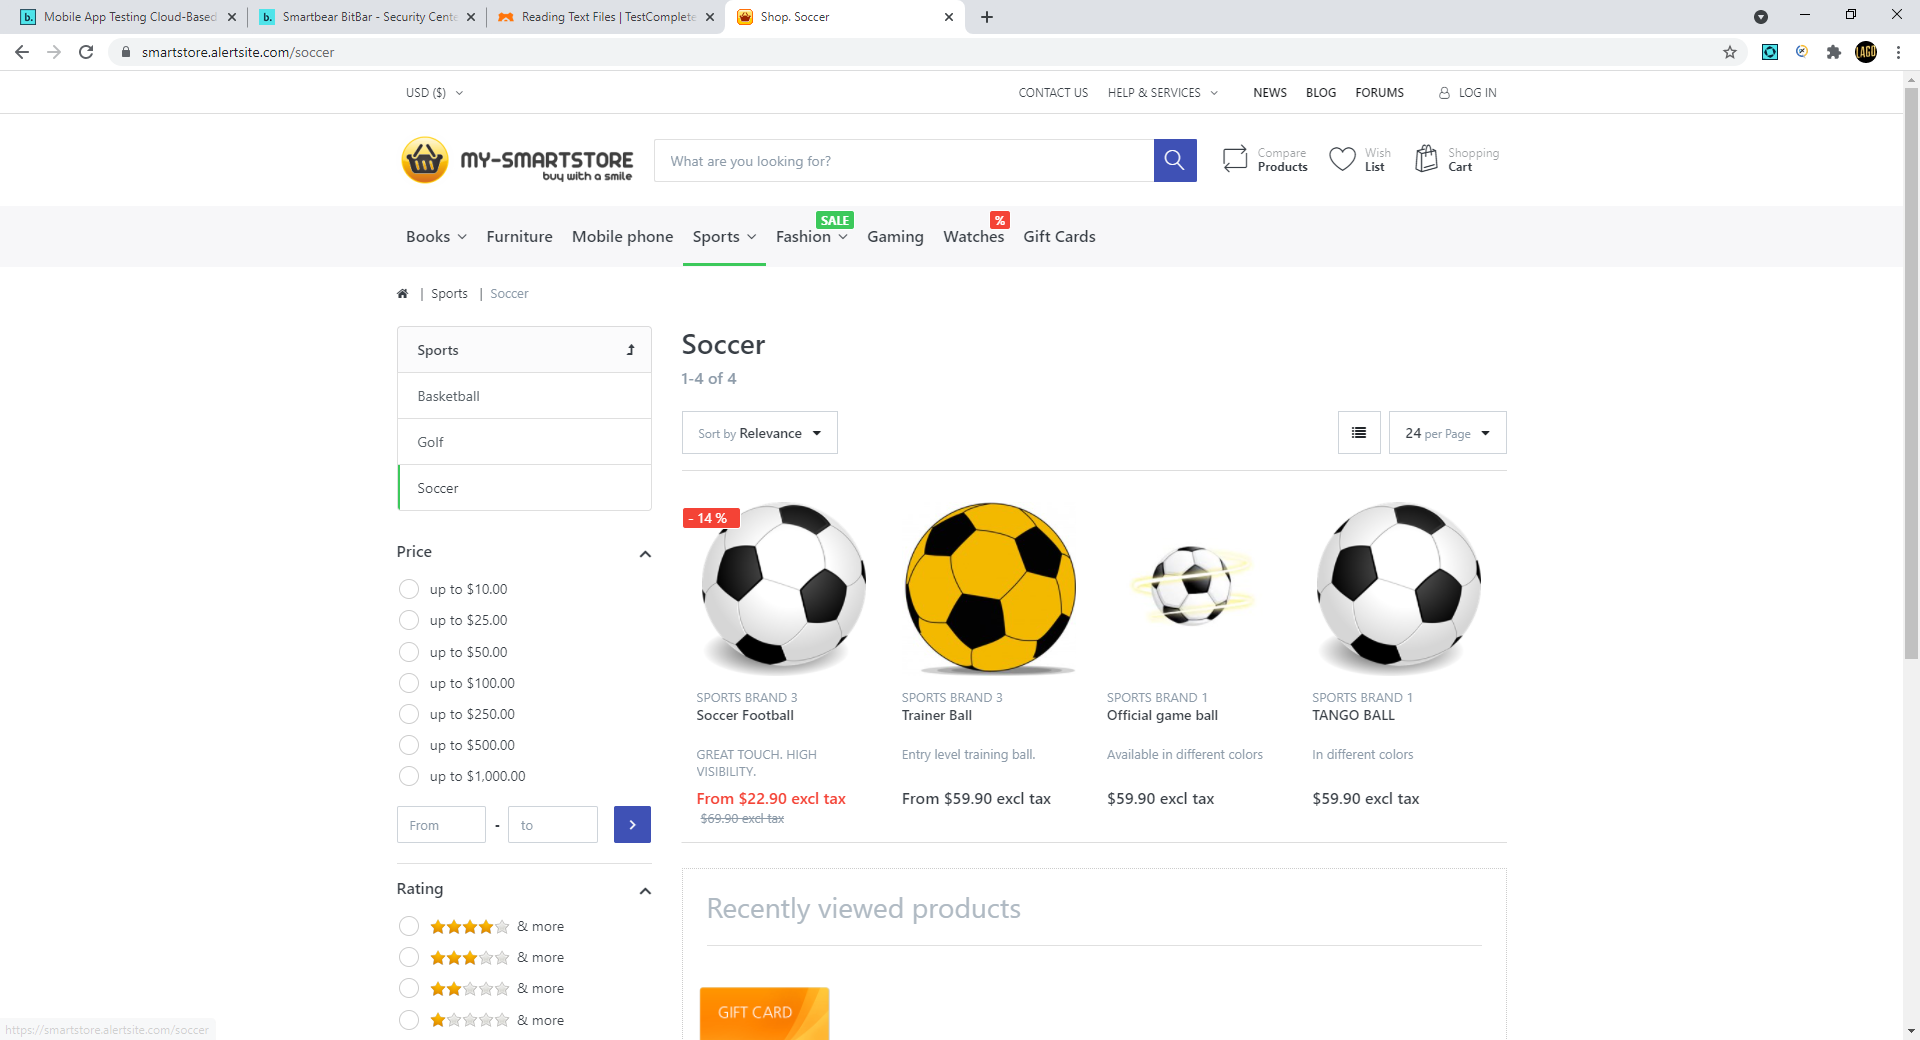 Mobile App Testing Cloud-Based
Smartbear BitBar - Security Cente
Reading Text Files | TestComplete
Shop. Soccer
smartstore.alertsite.com/soccer
USD ($)
CONTACT US
HELP & SERVICES
NEWS
BLOG
FORUMS
LOG IN
MY-SMARTSTORE
buy with a smile
What are you looking for?
Compare
Products
Wish
List
Shopping
Cart
SALE
%
Books
Furniture
Mobile phone
Sports
Fashion
Gaming
Watches
Gift Cards
| Sports | Soccer
Sports
Basketball
Golf
Soccer
Price
up to $10.00
up to $25.00
up to $50.00
up to $100.00
up to $250.00
up to $500.00
up to $1,000.00
From - to
Rating
& more
& more
& more
& more
Soccer
1-4 of 4
Sort by Relevance
24 per Page
- 14 %
SPORTS BRAND 3
Soccer Football
GREAT TOUCH. HIGH
VISIBILITY.
From $22.90 excl tax
$69.90 excl tax
SPORTS BRAND 3
Trainer Ball
Entry level training ball.
From $59.90 excl tax
SPORTS BRAND 1
Official game ball
Available in different colors
$59.90 excl tax
SPORTS BRAND 1
TANGO BALL
In different colors
$59.90 excl tax
Recently viewed products
GIFT CARD
https://smartstore.alertsite.com/soccer